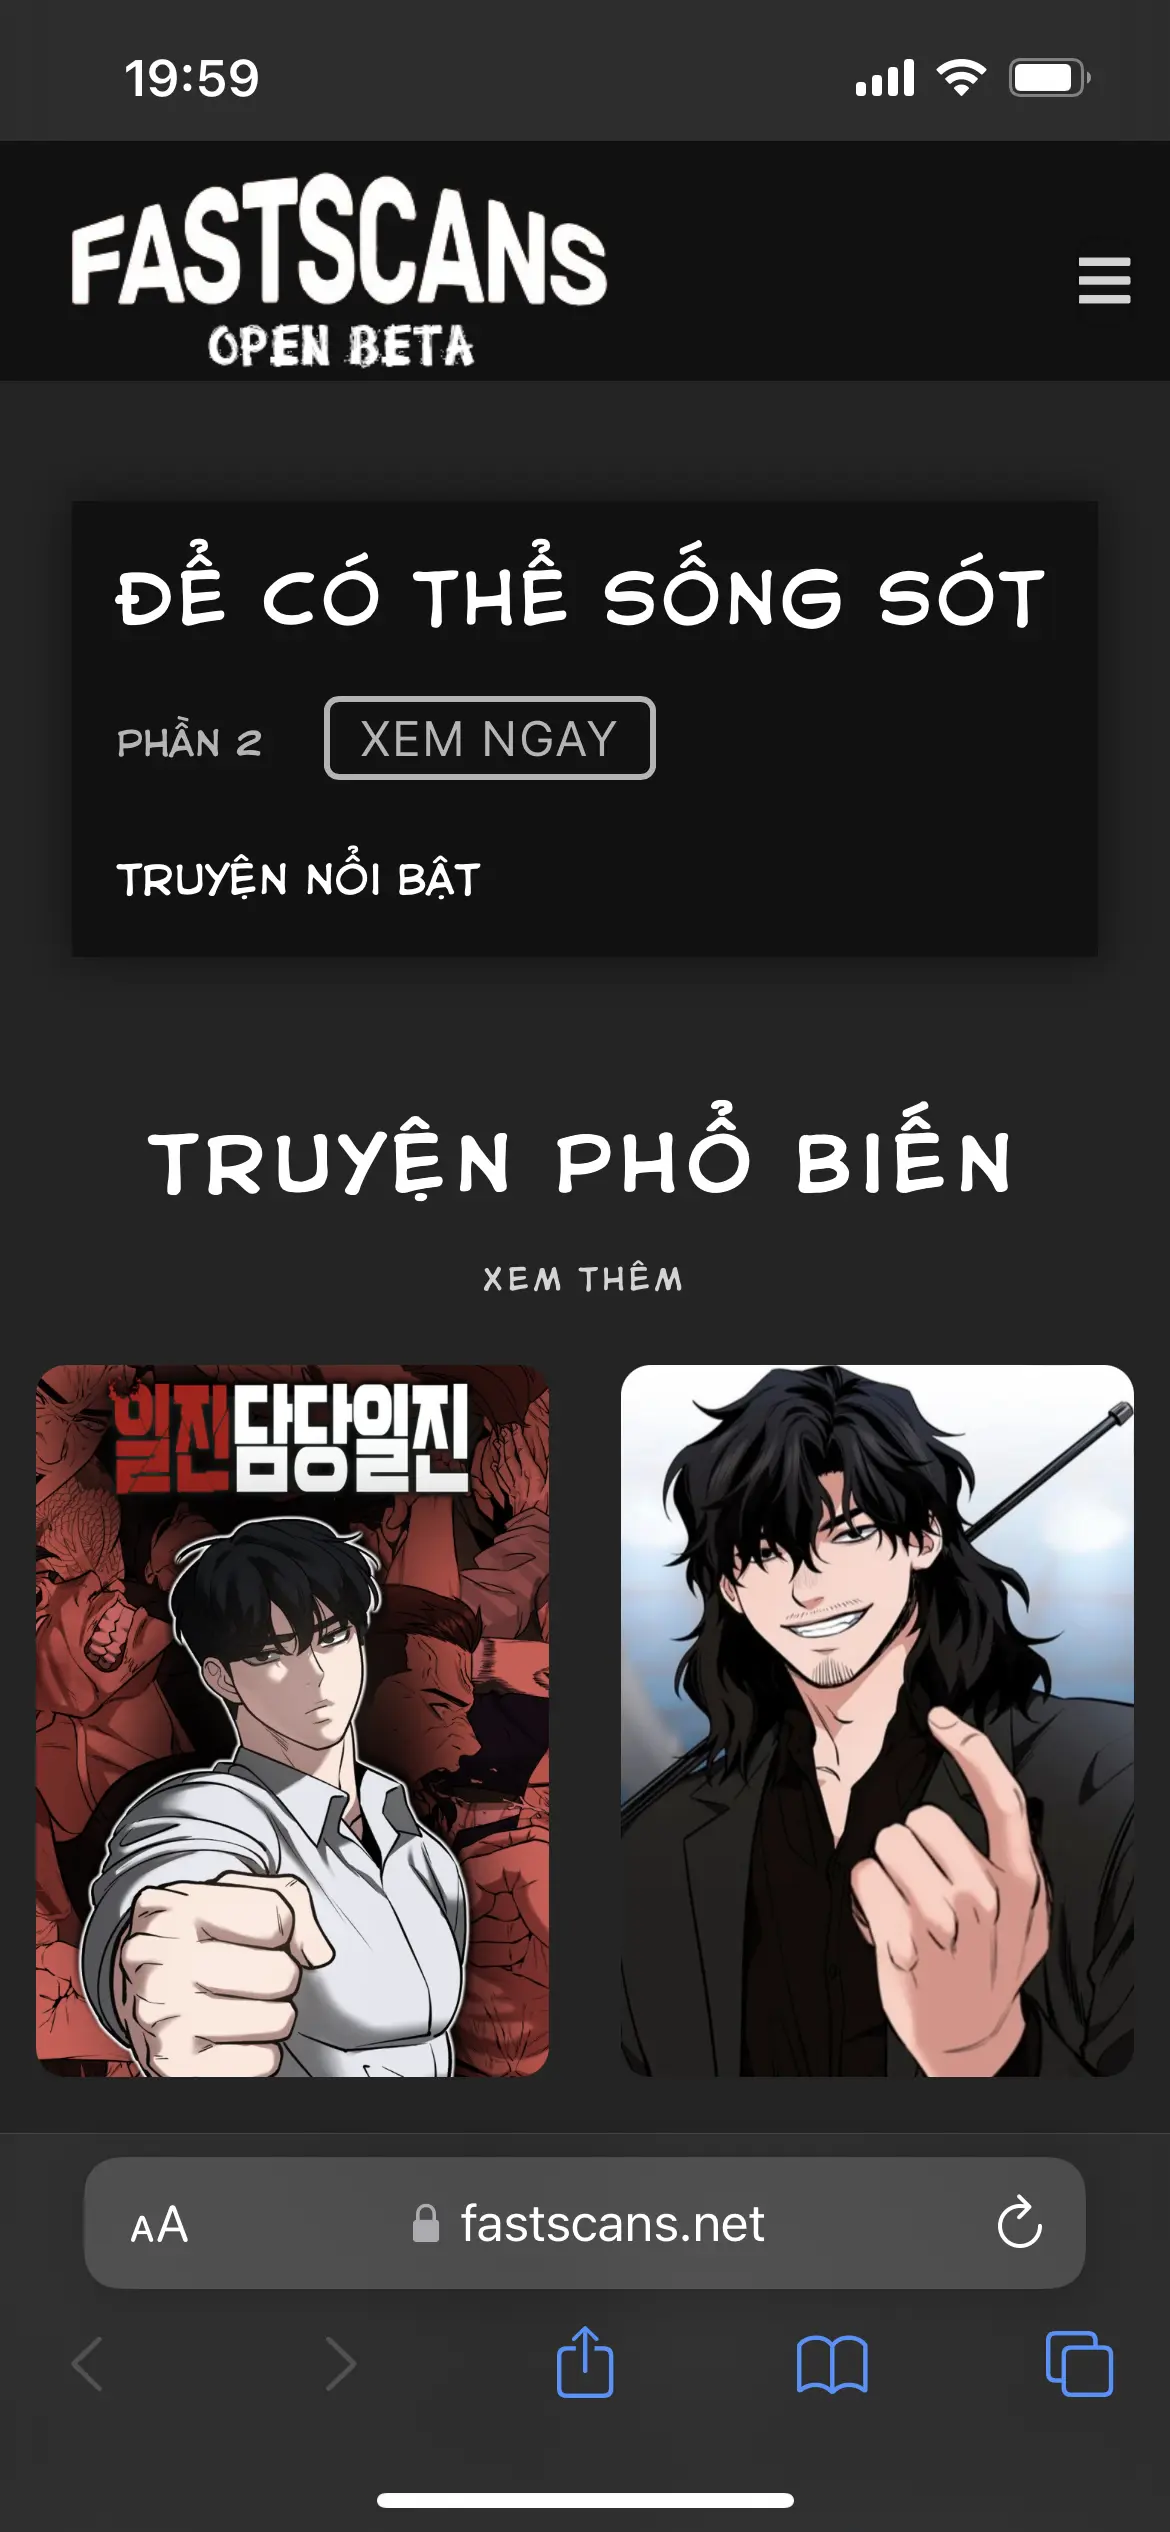 19:59
FASTSCANS
OPEN BETA
ĐỂ CÓ THỂ SỐNG SÓT
PHẦN 2
XEM NGAY
TRUYỆN NỔI BẬT
TRUYỆN PHỔ BIẾN
XEM THÊM
일진담당일진
AA
fastscans.net